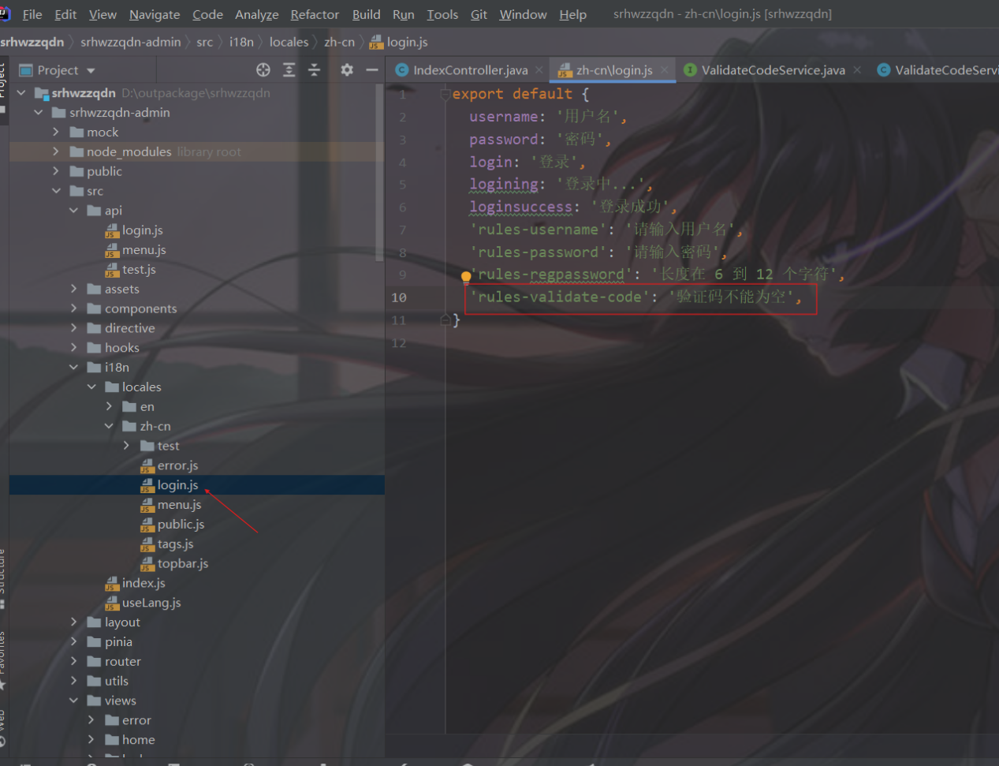 File Edit View Navigate Code Analyze Refactor Build Run Tools Git Window Help srhwzzqdn - zh-cn\login.js [srhwzzqdn]
srhwzzqdn srhwzzqdn-admin src i18n locales zh-cn login.js
Project
IndexController.java zh-cn\login.js ValidateCodeService.java ValidateCodeServi
srhwzzqdn D:\outpackage\srhwzzqdn
srhwzzqdn-admin
mock
node_modules library root
public
src
api
login.js
menu.js
test.js
assets
components
directive
hooks
i18n
locales
en
zh-cn
test
error.js
login.js
menu.js
public.js
tags.js
topbar.js
index.js
useLang.js
layout
pinia
router
utils
views
error
home
1 export default {
2 username: '用户名',
3 password: '密码',
4 login: '登录',
5 logining: '登录中...',
6 loginsuccess: '登录成功',
7 'rules-username': '请输入用户名',
8 'rules-password': '请输入密码',
9 'rules-regpassword': '长度在 6 到 12 个字符',
10 'rules-validate-code': '验证码不能为空',
11 }
12
Project
Structure
Favorites
Web